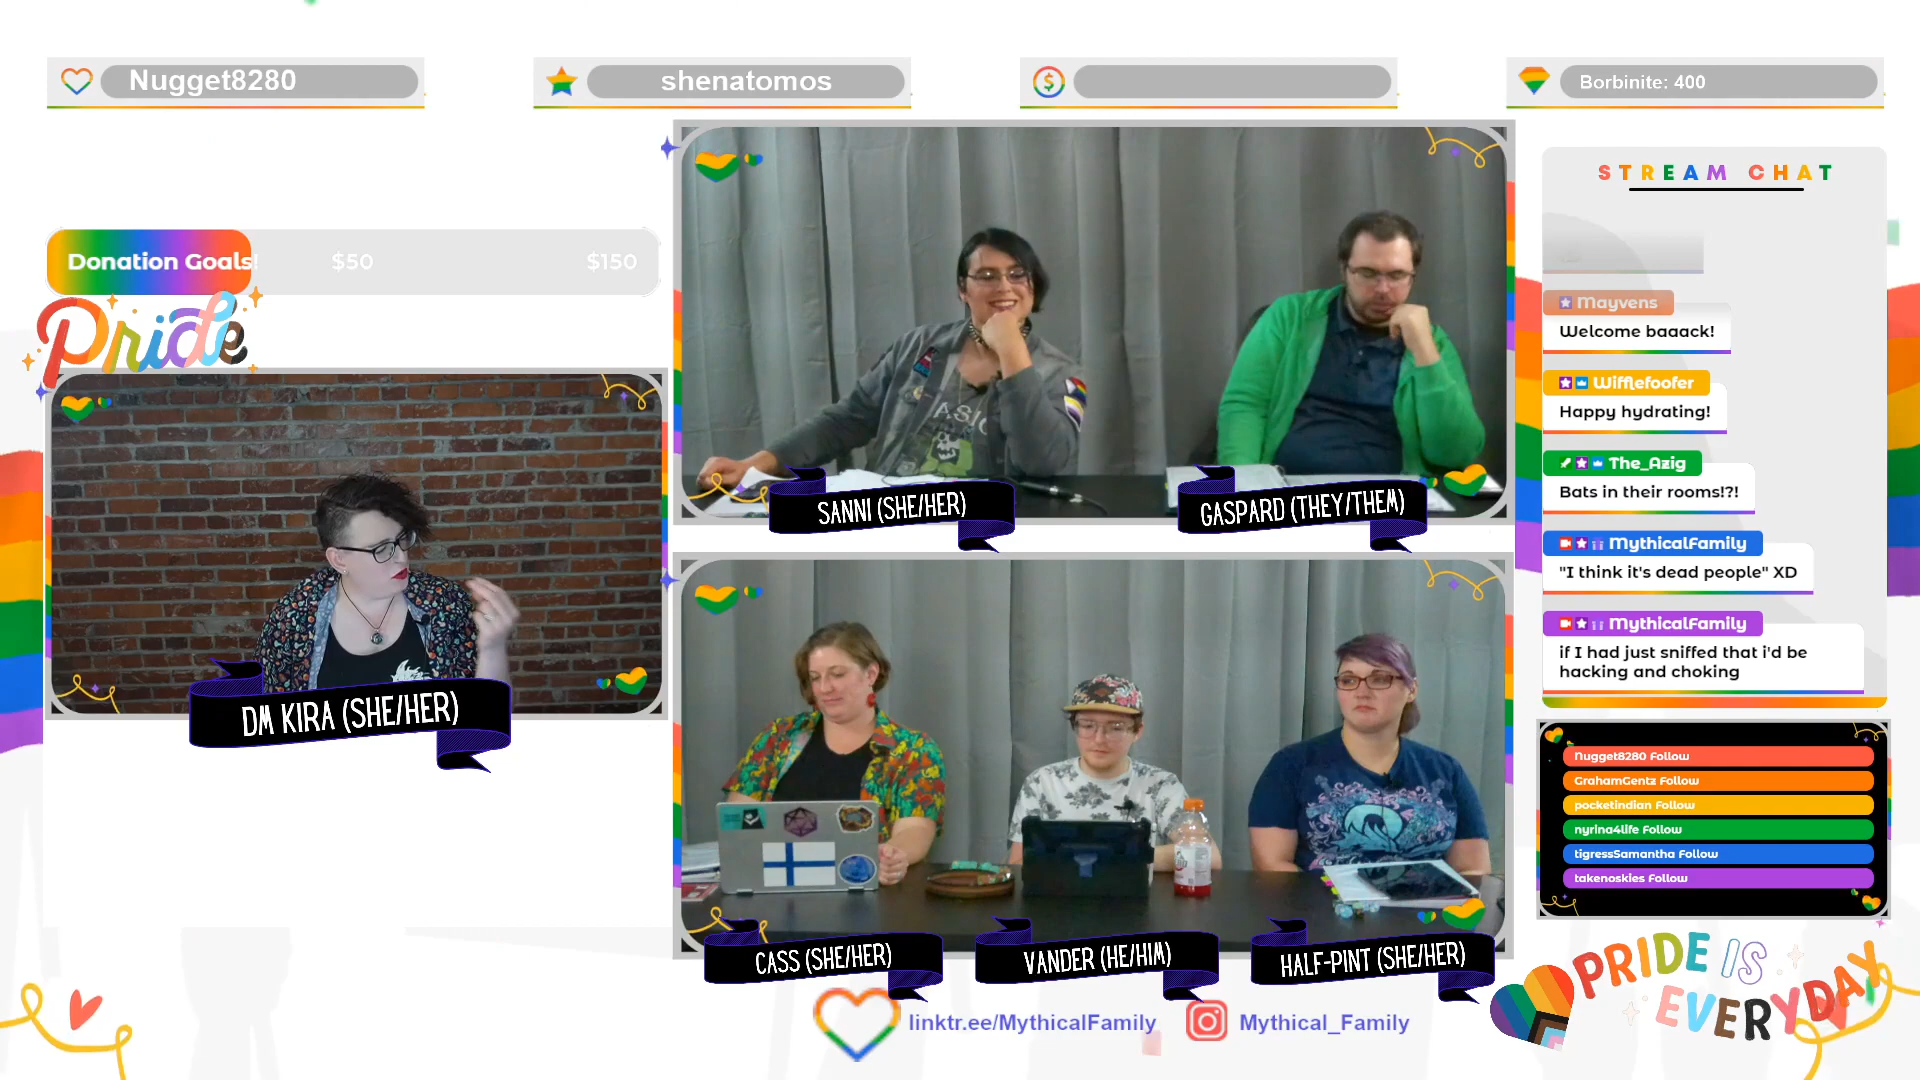 Nugget8280
shenatomos
Borbinite: 400
Donation Goals!
$50
$150
Pride
DM KIRA (SHE/HER)
SANNI (SHE/HER)
GASPARD (THEY/THEM)
CASS (SHE/HER)
VANDER (HE/HIM)
HALF-PINT (SHE/HER)
linktr.ee/MythicalFamily
Mythical_Family
STREAM CHAT
Mayvens
Welcome baaack!
Wifflefoofer
Happy hydrating!
The_Azig
Bats in their rooms!?!
MythicalFamily
"I think it's dead people" XD
MythicalFamily
if I had just sniffed that i'd be
hacking and choking
Nugget8280 Follow
GrahamGentz Follow
pocketindian Follow
nyrina4life Follow
tigressSamantha Follow
takenoskies Follow
PRIDE IS
EVERYDAY